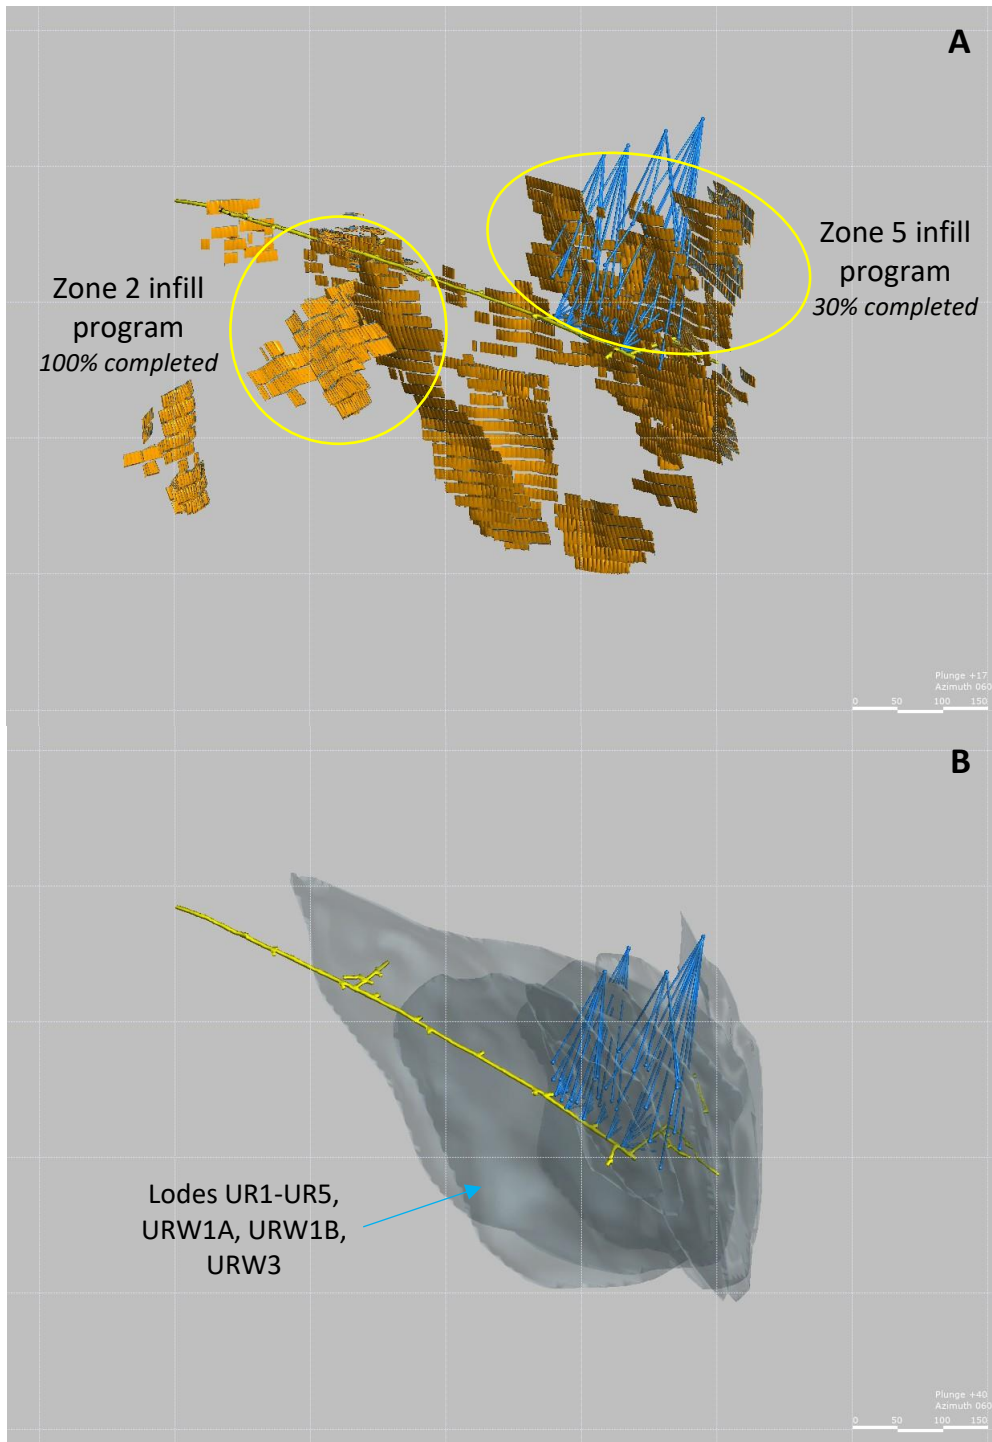 A
Zone 5 infill
program
30% completed
Zone 2 infill
program
100% completed
Plunge +17
Azimuth 060
0 50 100 150
B
Lodes UR1-UR5,
URW1A, URW1B,
URW3
Plunge +40
Azimuth 060
0 50 100 150